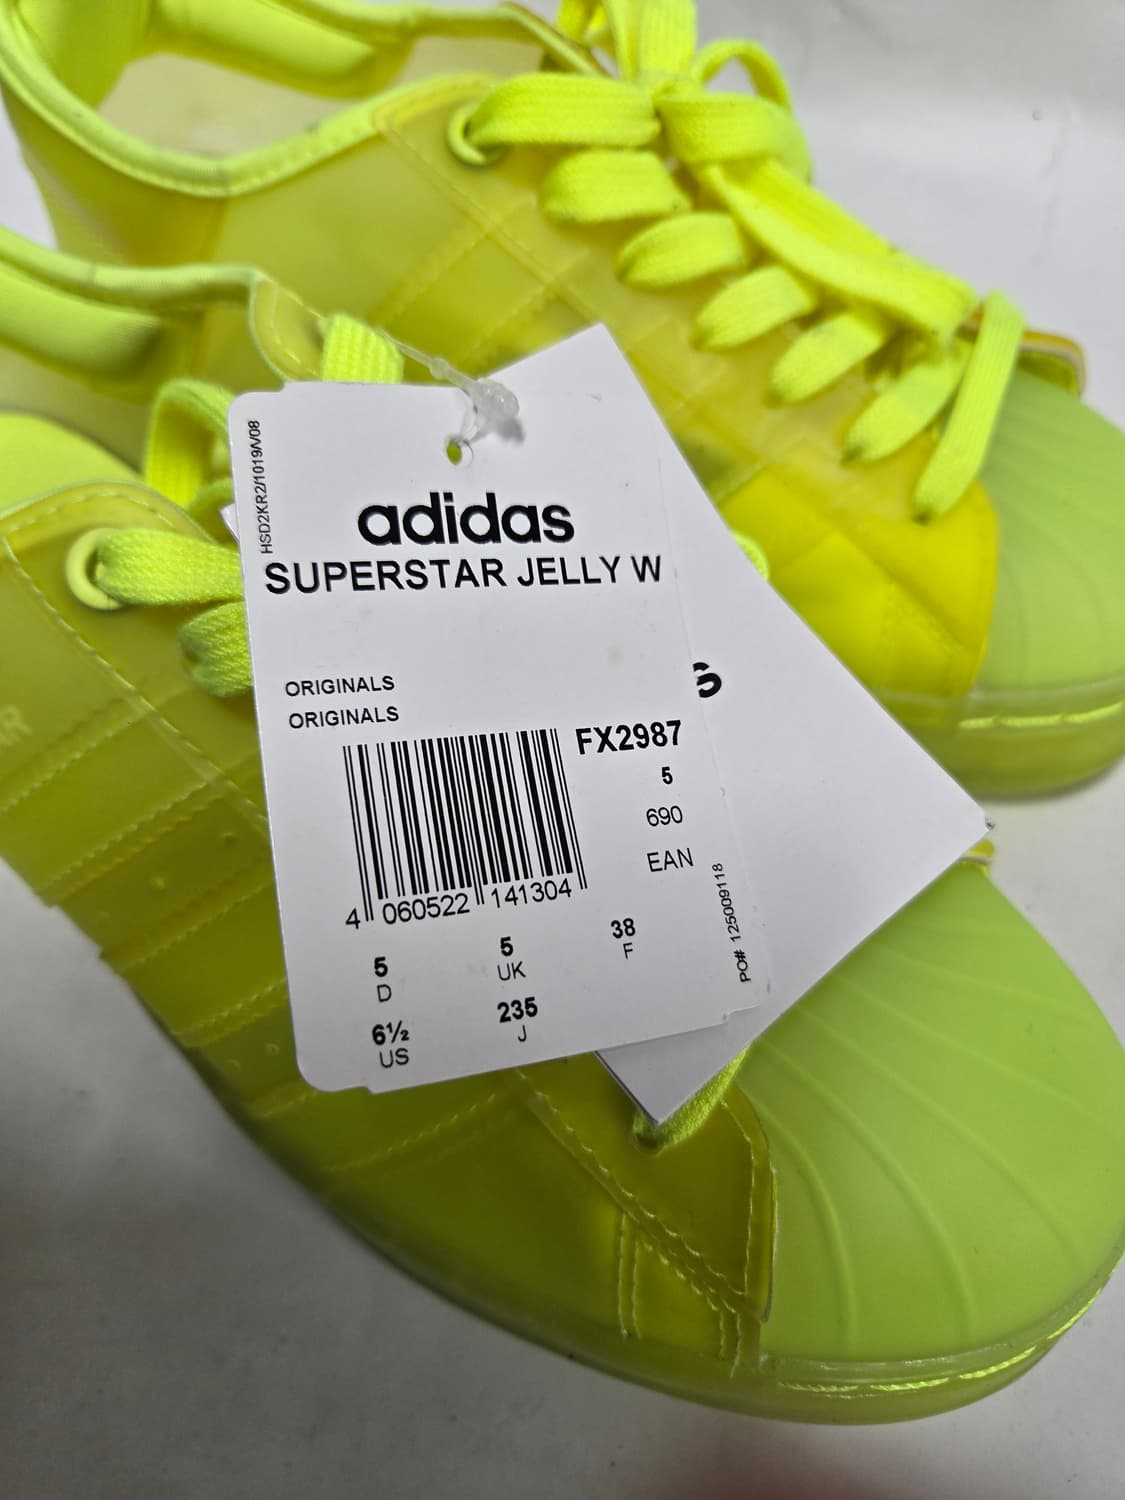 HSD2KR2/1019/V08
adidas
SUPERSTAR JELLY W
ORIGINALS
ORIGINALS
FX2987
5
690
EAN
4 060522 141304
5 5 38
D UK F
6½ 235
US J
PO# 125009118
s